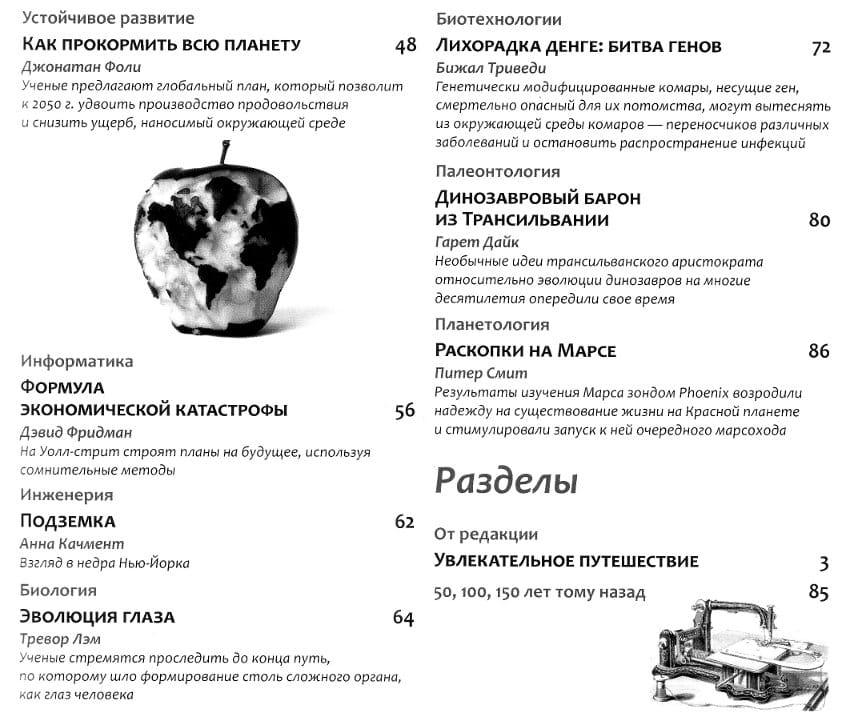 Устойчивое развитие
Как прокормить всю планету 48
Джонатан Фоли
Ученые предлагают глобальный план, который позволит
к 2050 г. удвоить производство продовольствия
и снизить ущерб, наносимый окружающей среде
Информатика
Формула
экономической катастрофы 56
Дэвид Фридман
На Уолл-стрит строят планы на будущее, используя
сомнительные методы
Инженерия
Подземка 62
Анна Качмент
Взгляд в недра Нью-Йорка
Биология
Эволюция глаза 64
Тревор Лэм
Ученые стремятся проследить до конца путь,
по которому шло формирование столь сложного органа,
как глаз человека
Биотехнологии
Лихорадка денге: битва генов 72
Бижал Триведи
Генетически модифицированные комары, несущие ген,
смертельно опасный для их потомства, могут вытеснять
из окружающей среды комаров — переносчиков различных
заболеваний и остановить распространение инфекций
Палеонтология
Динозавровый барон
из Трансильвании 80
Гарет Дайк
Необычные идеи трансильванского аристократа
относительно эволюции динозавров на многие
десятилетия опередили свое время
Планетология
Раскопки на Марсе 86
Питер Смит
Результаты изучения Марса зондом Phoenix возродили
надежду на существование жизни на Красной планете
и стимулировали запуск к ней очередного марсохода
Разделы
От редакции
Увлекательное путешествие 3
50, 100, 150 лет тому назад 85